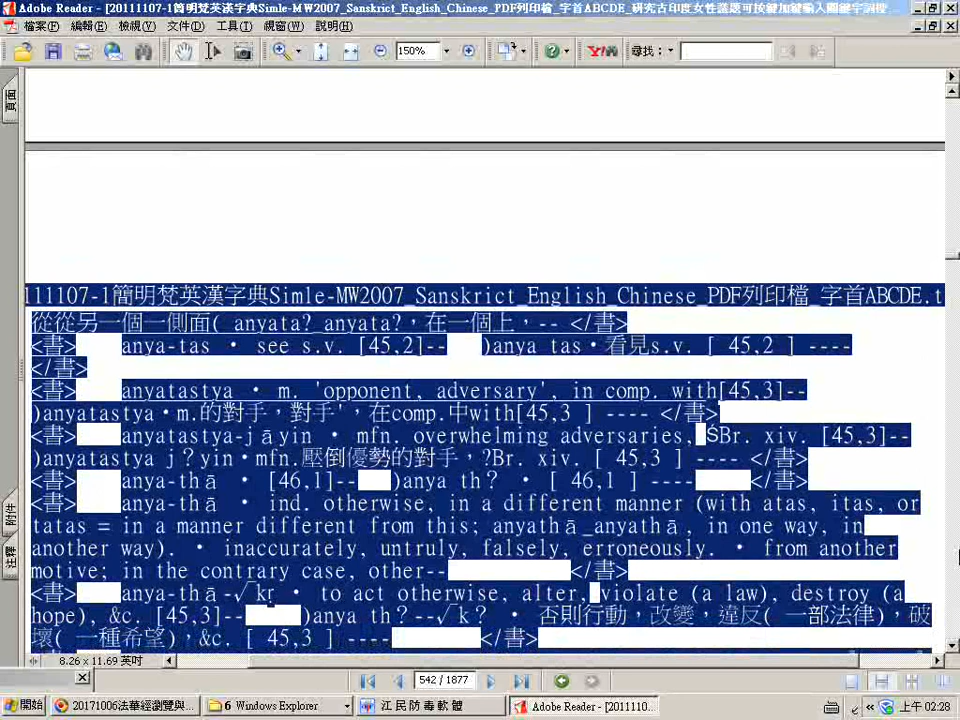 Adobe Reader - [20111107-1簡明梵英漢字典Simle-MW2007_Sanskrict_English_Chinese_PDF列印檔_字首ABCDE_研究古印度女性議題可按鍵加鍵輸入關鍵字詞搜
檔案(F) 編輯(E) 檢視(V) 文件(D) 工具(T) 視窗(W) 說明(H)
150% Y! 尋找：
頁面
111107-1簡明梵英漢字典Simle-MW2007_Sanskrict_English_Chinese_PDF列印檔_字首ABCDE.t
從從另一個一側面( anyata?_anyata?，在一個上，-- </書>
<書> anya-tas • see s.v. [45,2]-- )anya tas•看見s.v. [ 45,2 ] ----
</書>
<書> anyatastya • m. 'opponent, adversary', in comp. with[45,3]--
)anyatastya•m.的對手，對手'，在comp.中with[45,3 ] ---- </書>
<書> anyatastya-jāyin • mfn. overwhelming adversaries, ŚBr. xiv. [45,3]--
)anyatastya j？yin•mfn.壓倒優勢的對手，?Br. xiv. [ 45,3 ] ---- </書>
<書> anya-thā • [46,1]-- )anya th？ • [ 46,1 ] ---- </書>
<書> anya-thā • ind. otherwise, in a different manner (with atas, itas, or
tatas = in a manner different from this; anyathā_anyathā, in one way, in
another way). • inaccurately, untruly, falsely, erroneously. • from another
motive; in the contrary case, other-- </書>
<書> anya-thā-√kṛ • to act otherwise, alter, violate (a law), destroy (a
hope), &c. [45,3]-- )anya th？--√k？ • 否則行動，改變，違反( 一部法律)，破
壞( 一種希望)，&c. [ 45,3 ] ---- </書>
附件
注釋
8.26 x 11.69 英吋
542 / 1877
開始 20171006法華經瀏覽與... 6 Windows Explorer 江民防毒軟體 Adobe Reader - [2011110... 上午 02:28